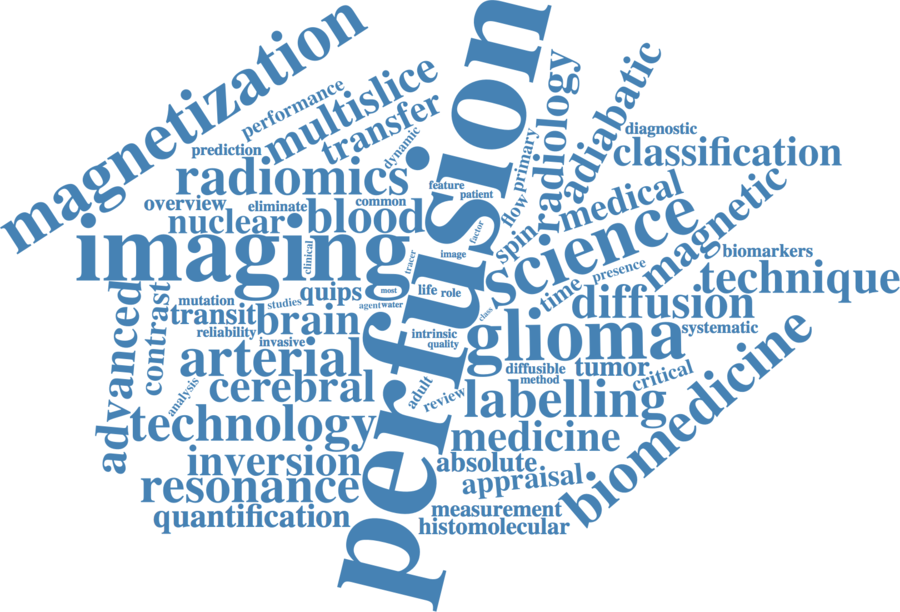 magnetization
perfusion
performance
multislice
transfer
prediction
dynamic
radiomics
radiology
adiabatic
diagnostic
classification
primary
feature
patient
overview
eliminate
common
nuclear
blood
flow
factor
spin
medical
magnetic
imaging
clinical
tracer
image
science
biomarkers
presence
technique
advanced
contrast
mutation
studies
quips
most
agent
water
life
role
class
time
diffusion
transit
brain
reliability
invasive
intrinsic
quality
glioma
systematic
arterial
cerebral
analysis
adult
review
diffusible
method
tumor
critical
labelling
biomedicine
technology
medicine
inversion
absolute
appraisal
resonance
quantification
measurement
histomolecular